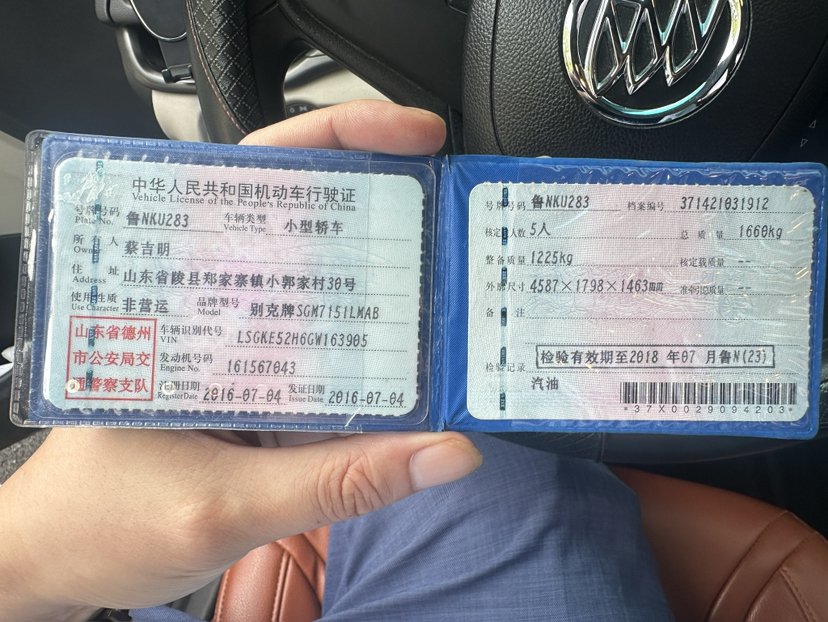 中华人民共和国机动车行驶证
Vehicle License of the People's Republic of China
号牌号码 鲁NKU283 车辆类型 小型轿车
Plate No. Vehicle Type
所有人 蔡吉明
Owner
住址 山东省陵县郑家寨镇小郭家村30号
Address
使用性质 非营运 品牌型号 别克牌SGM7151LMAB
Use Character Model
山东省德州
市公安局交
通警察支队
车辆识别代号 LSGKE52H6GW163905
VIN
发动机号码 161567043
Engine No.
注册日期 2016-07-04 发证日期 2016-07-04
Register Date Issue Date
号牌号码 鲁NKU283 档案编号 371421031912
核定人数 5人 总质量 1660kg
整备质量 1225kg 核定载质量 --
外廓尺寸 4587×1798×1463㎜ 准牵引总质量 --
备注
检验记录 检验有效期至2018 年07 月鲁N(23)
汽油
*37X0029094203*